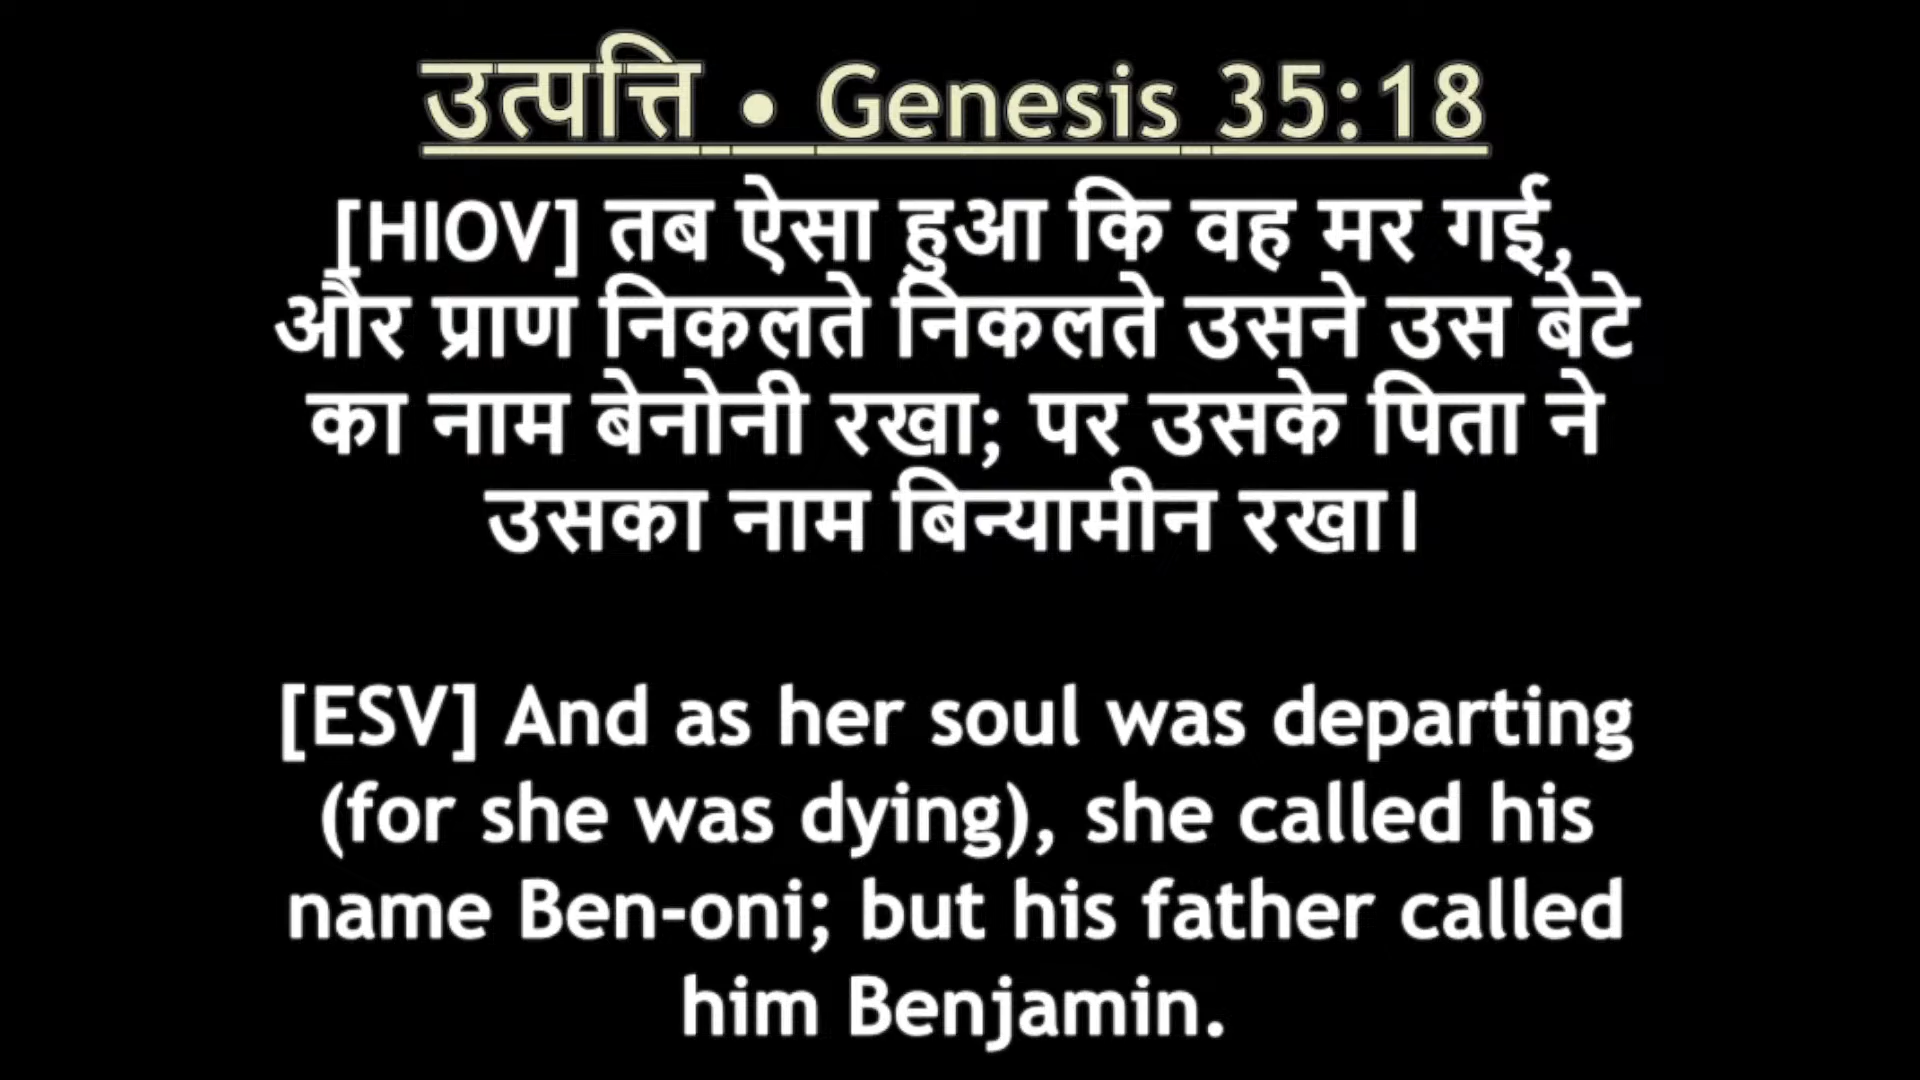 उत्पत्ति • Genesis 35:18
[HIOV] तब ऐसा हुआ कि वह मर गई,
और प्राण निकलते निकलते उसने उस बेटे
का नाम बेनोनी रखा; पर उसके पिता ने
उसका नाम बिन्यामीन रखा।
[ESV] And as her soul was departing
(for she was dying), she called his
name Ben-oni; but his father called
him Benjamin.